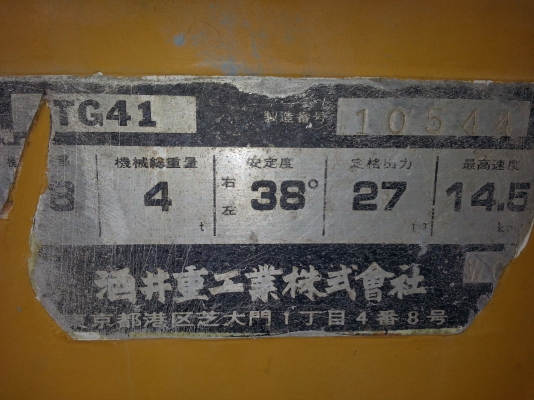 TG41 製造番号 10544
機械総重量 安定度 定格出力 最高速度
8 4 t 右 左 38° 27 14.5
酒井重工業株式會社
京都港区芝大門1丁目4番8号